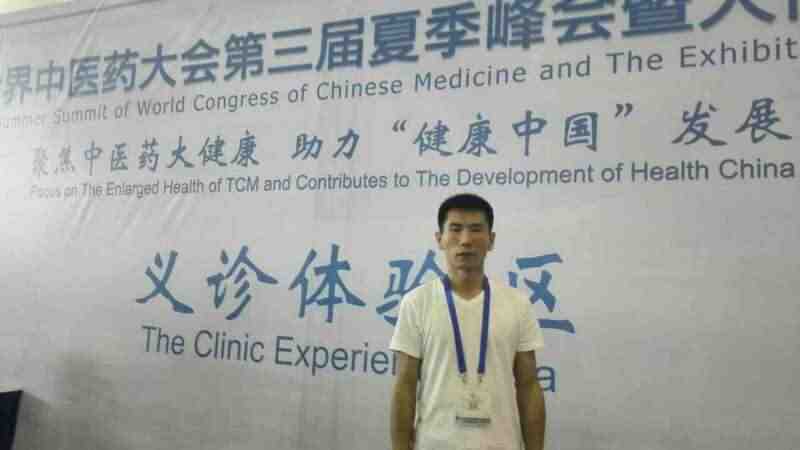 界中医药大会第三届夏季峰会暨大
Summer Summit of World Congress of Chinese Medicine and The Exhibit
聚焦中医药大健康 助力 “健康中国” 发展
Focus on The Enlarged Health of TCM and Contributes to The Development of Health China
义诊体验区
The Clinic Experien a